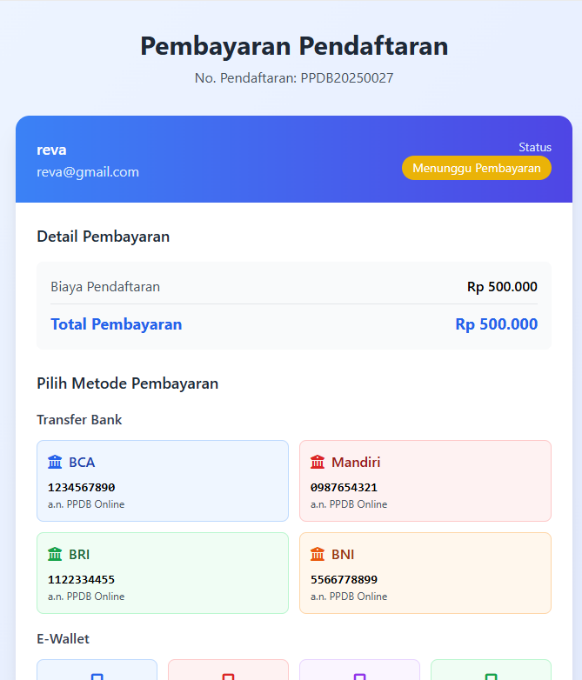 Pembayaran Pendaftaran
No. Pendaftaran: PPDB20250027
reva
reva@gmail.com
Status
Menunggu Pembayaran
Detail Pembayaran
Biaya Pendaftaran
Rp 500.000
Total Pembayaran
Rp 500.000
Pilih Metode Pembayaran
Transfer Bank
BCA
1234567890
a.n. PPDB Online
Mandiri
0987654321
a.n. PPDB Online
BRI
1122334455
a.n. PPDB Online
BNI
5566778899
a.n. PPDB Online
E-Wallet